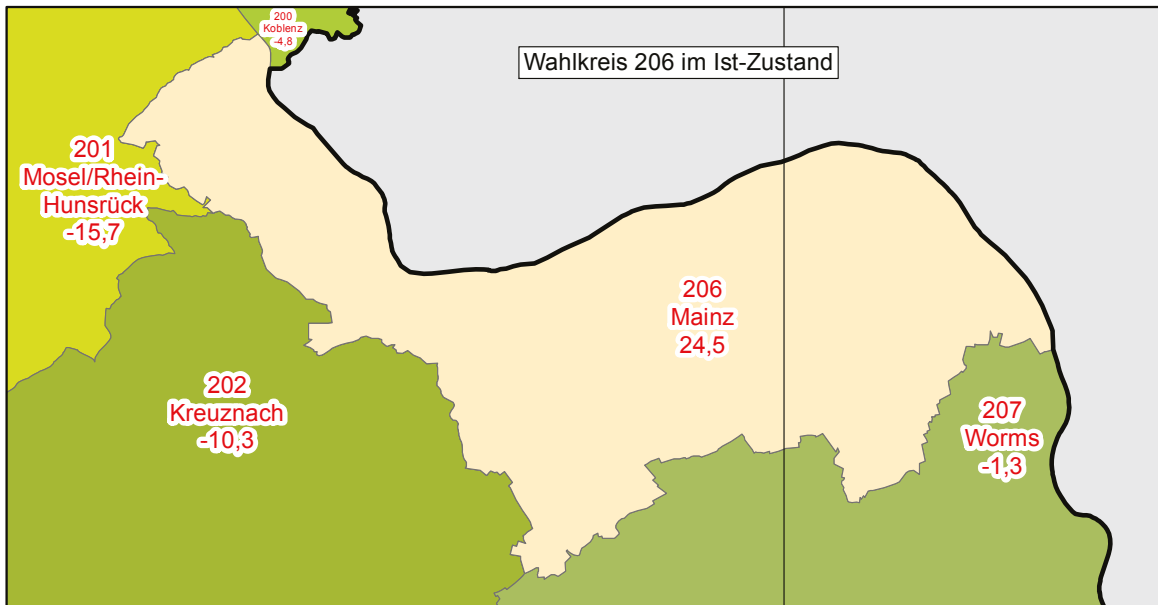 200
Koblenz
-4,8
Wahlkreis 206 im Ist-Zustand
201
Mosel/Rhein-
Hunsrück
-15,7
206
Mainz
24,5
202
Kreuznach
-10,3
207
Worms
-1,3